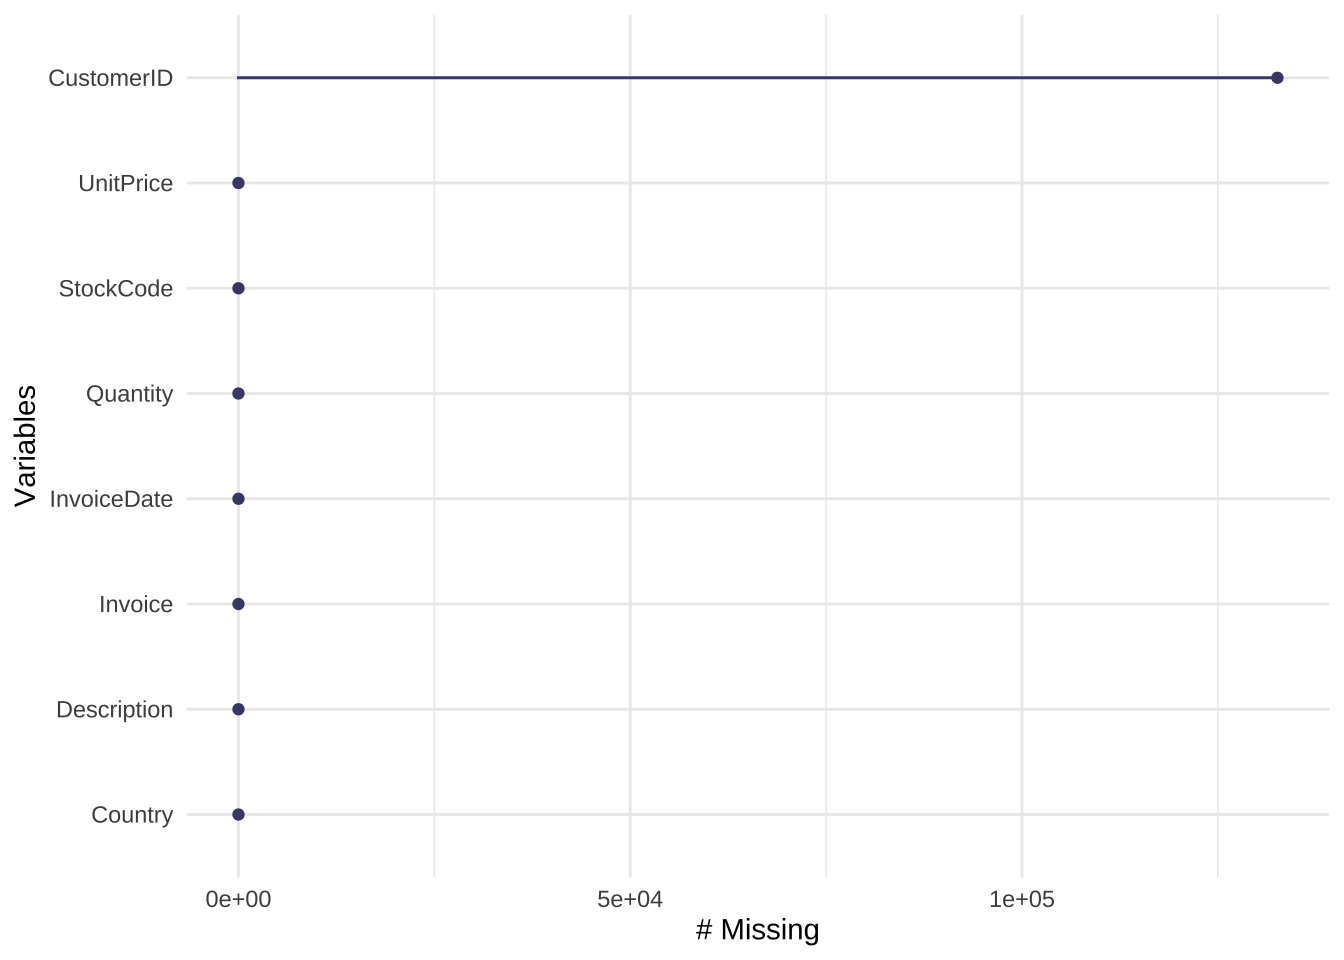 CustomerID
UnitPrice
StockCode
Quantity
InvoiceDate
Invoice
Description
Country
Variables
0e+00 5e+04 1e+05
# Missing